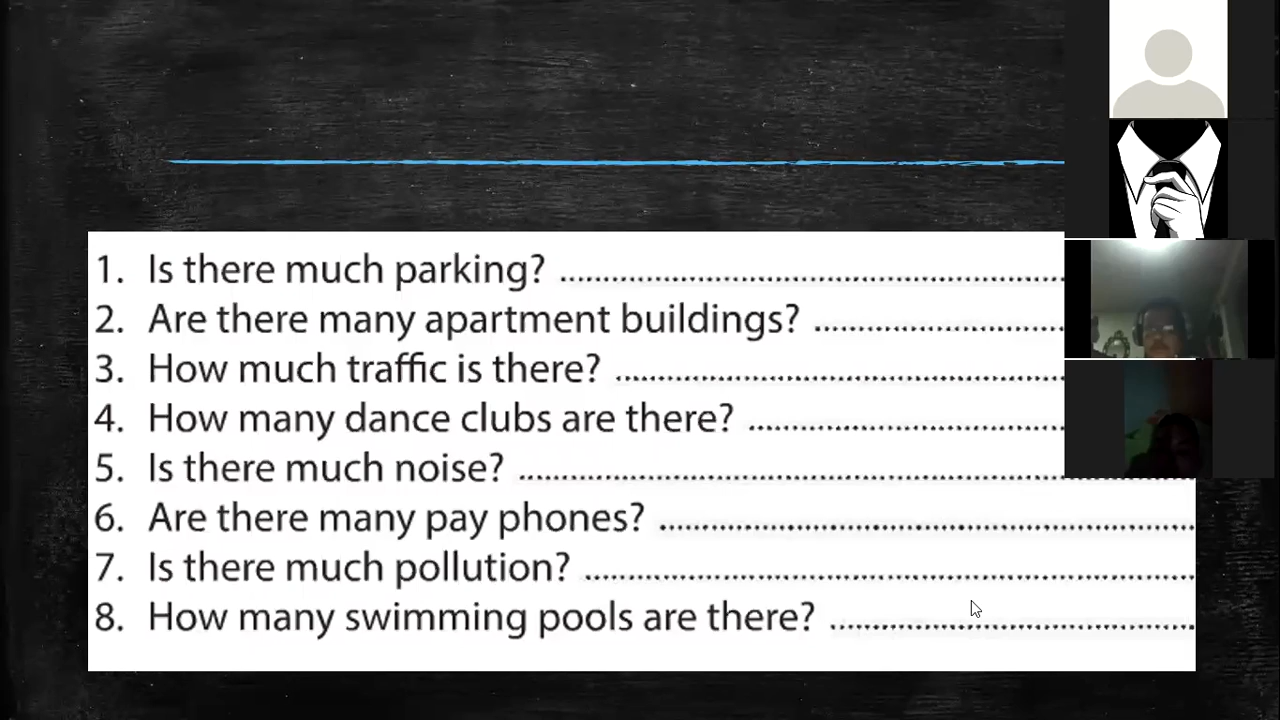 1. Is there much parking? ................................................
2. Are there many apartment buildings? ........................
3. How much traffic is there? ..........................................
4. How many dance clubs are there? ..............................
5. Is there much noise? ....................................................
6. Are there many pay phones? ......................................
7. Is there much pollution? ..............................................
8. How many swimming pools are there? ......................